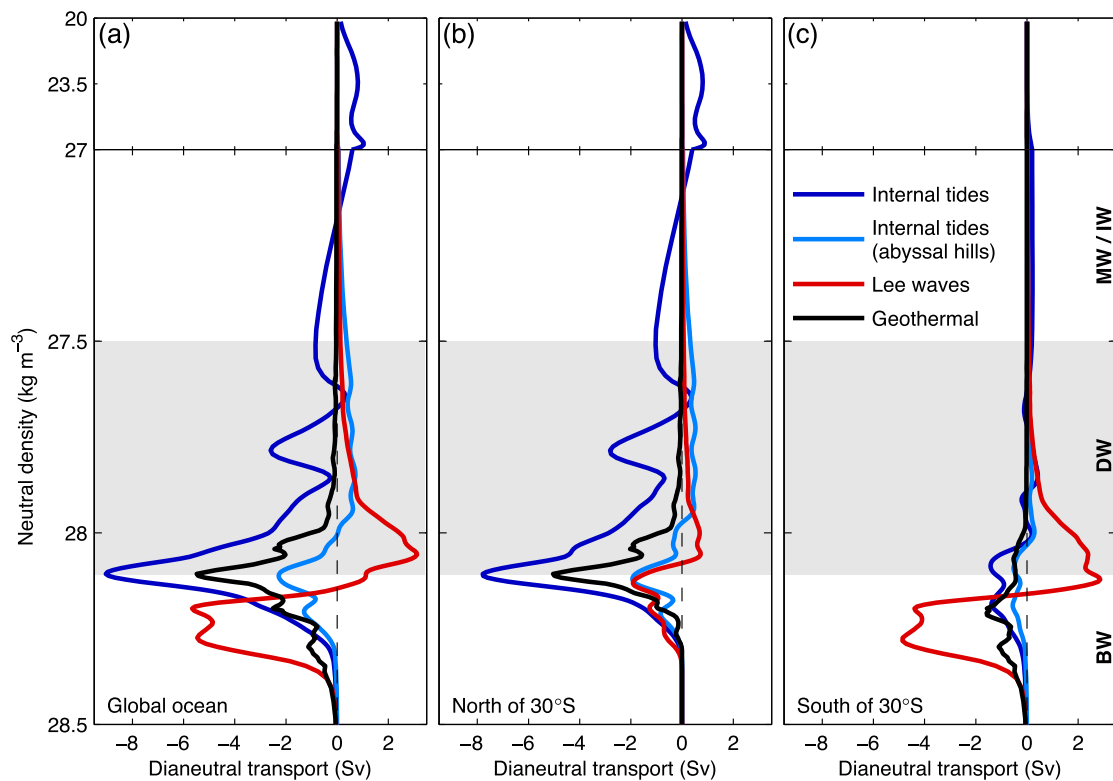 (a)
(b)
(c)
20
23.5
27
27.5
28
28.5
Neutral density (kg m−3)
Internal tides
Internal tides
(abyssal hills)
Lee waves
Geothermal
MW / IW
DW
BW
Global ocean
North of 30°S
South of 30°S
−8 −6 −4 −2 0 2
−8 −6 −4 −2 0 2
−8 −6 −4 −2 0 2
Dianeutral transport (Sv)
Dianeutral transport (Sv)
Dianeutral transport (Sv)